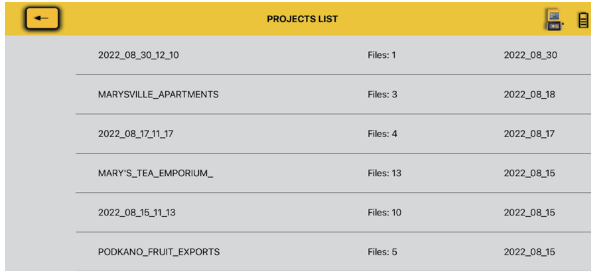 PROJECTS LIST
2022_08_30_12_10 Files: 1 2022_08_30
MARYSVILLE_APARTMENTS Files: 3 2022_08_18
2022_08_17_11_17 Files: 4 2022_08_17
MARY'S_TEA_EMPORIUM_ Files: 13 2022_08_15
2022_08_15_11_13 Files: 10 2022_08_15
PODKANO_FRUIT_EXPORTS Files: 5 2022_08_15